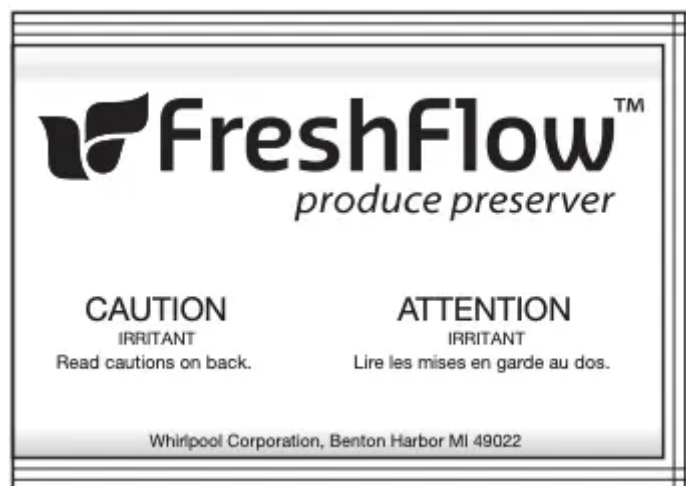 FreshFlow™
produce preserver
CAUTION
IRRITANT
Read cautions on back.
ATTENTION
IRRITANT
Lire les mises en garde au dos.
Whirlpool Corporation, Benton Harbor MI 49022